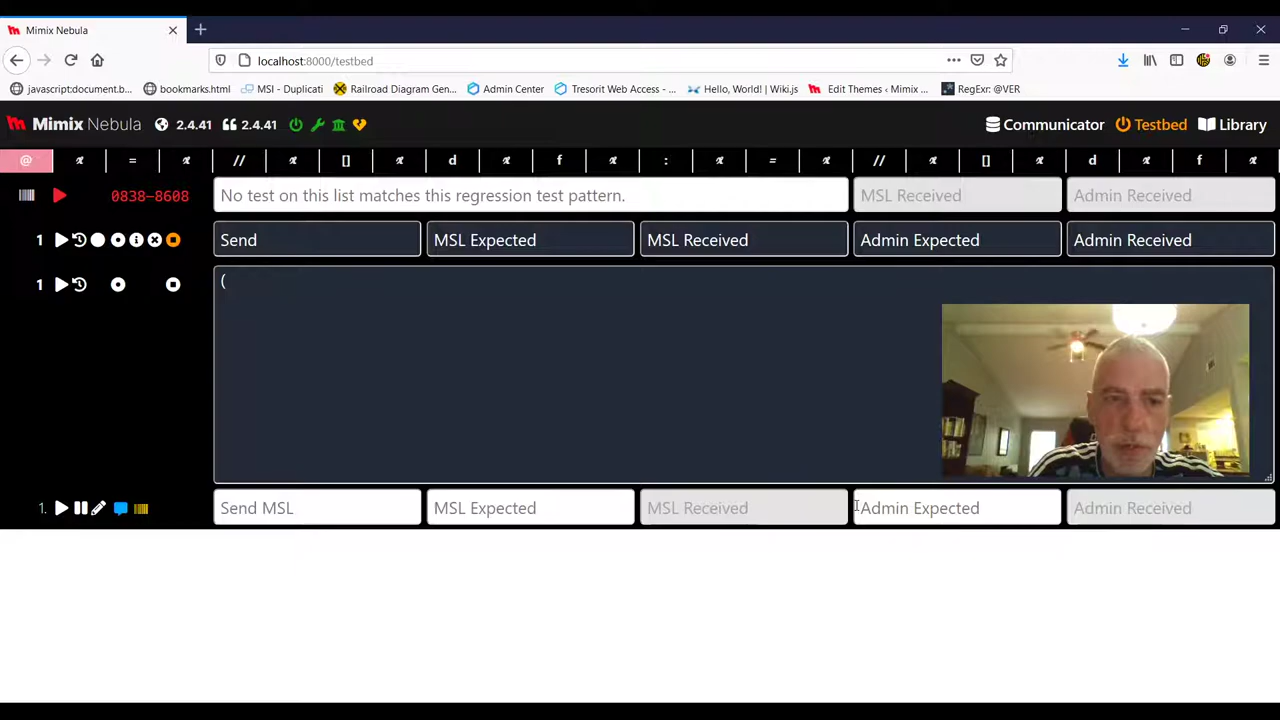 Mimix Nebula
localhost:8000/testbed
javascript:document.b... bookmarks.html MSI - Duplicati Railroad Diagram Gen... Admin Center Tresorit Web Access - ... Hello, World! | Wiki.js Edit Themes ‹ Mimix ... RegExr: @VER
Mimix Nebula 2.4.41 2.4.41 Communicator Testbed Library
@ = // [] d f : = // [] d f
0838-8608 No test on this list matches this regression test pattern. MSL Received Admin Received
1 Send MSL Expected MSL Received Admin Expected Admin Received
1 (
1. Send MSL MSL Expected MSL Received Admin Expected Admin Received